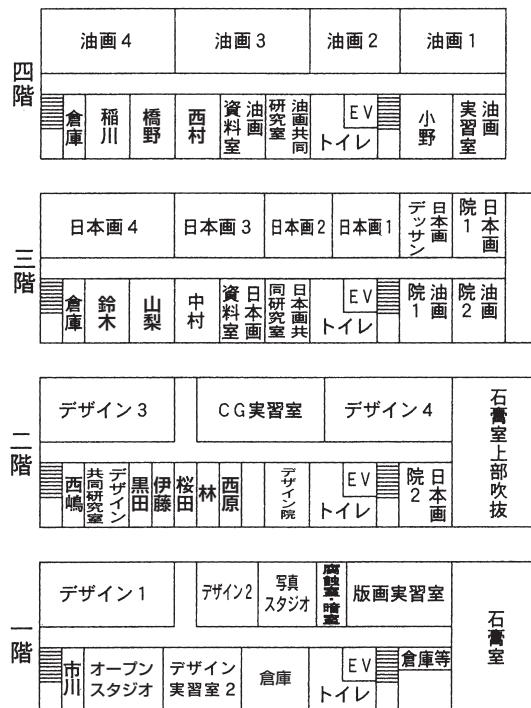 四階
油画4
油画3
油画2
油画1
倉庫
稲川
橋野
西村
油画
資料室
油画共同
研究室
EV
トイレ
小野
油画
実習室
三階
日本画4
日本画3
日本画2
日本画1
日本画
デッサン
日本画
院1
倉庫
鈴木
山梨
中村
日本画
資料室
日本画共
同研究室
EV
トイレ
油画
院1
油画
院2
二階
デザイン3
CG実習室
デザイン4
石膏室上部吹抜
西嶋
デザイン
共同研究室
黒田
伊藤
桜田
林
西原
デザイン院
EV
トイレ
日本画
院2
一階
デザイン1
デザイン2
写真
スタジオ
腐蝕室・暗室
版画実習室
石膏室
市川
オープン
スタジオ
デザイン
実習室2
倉庫
EV
トイレ
倉庫等